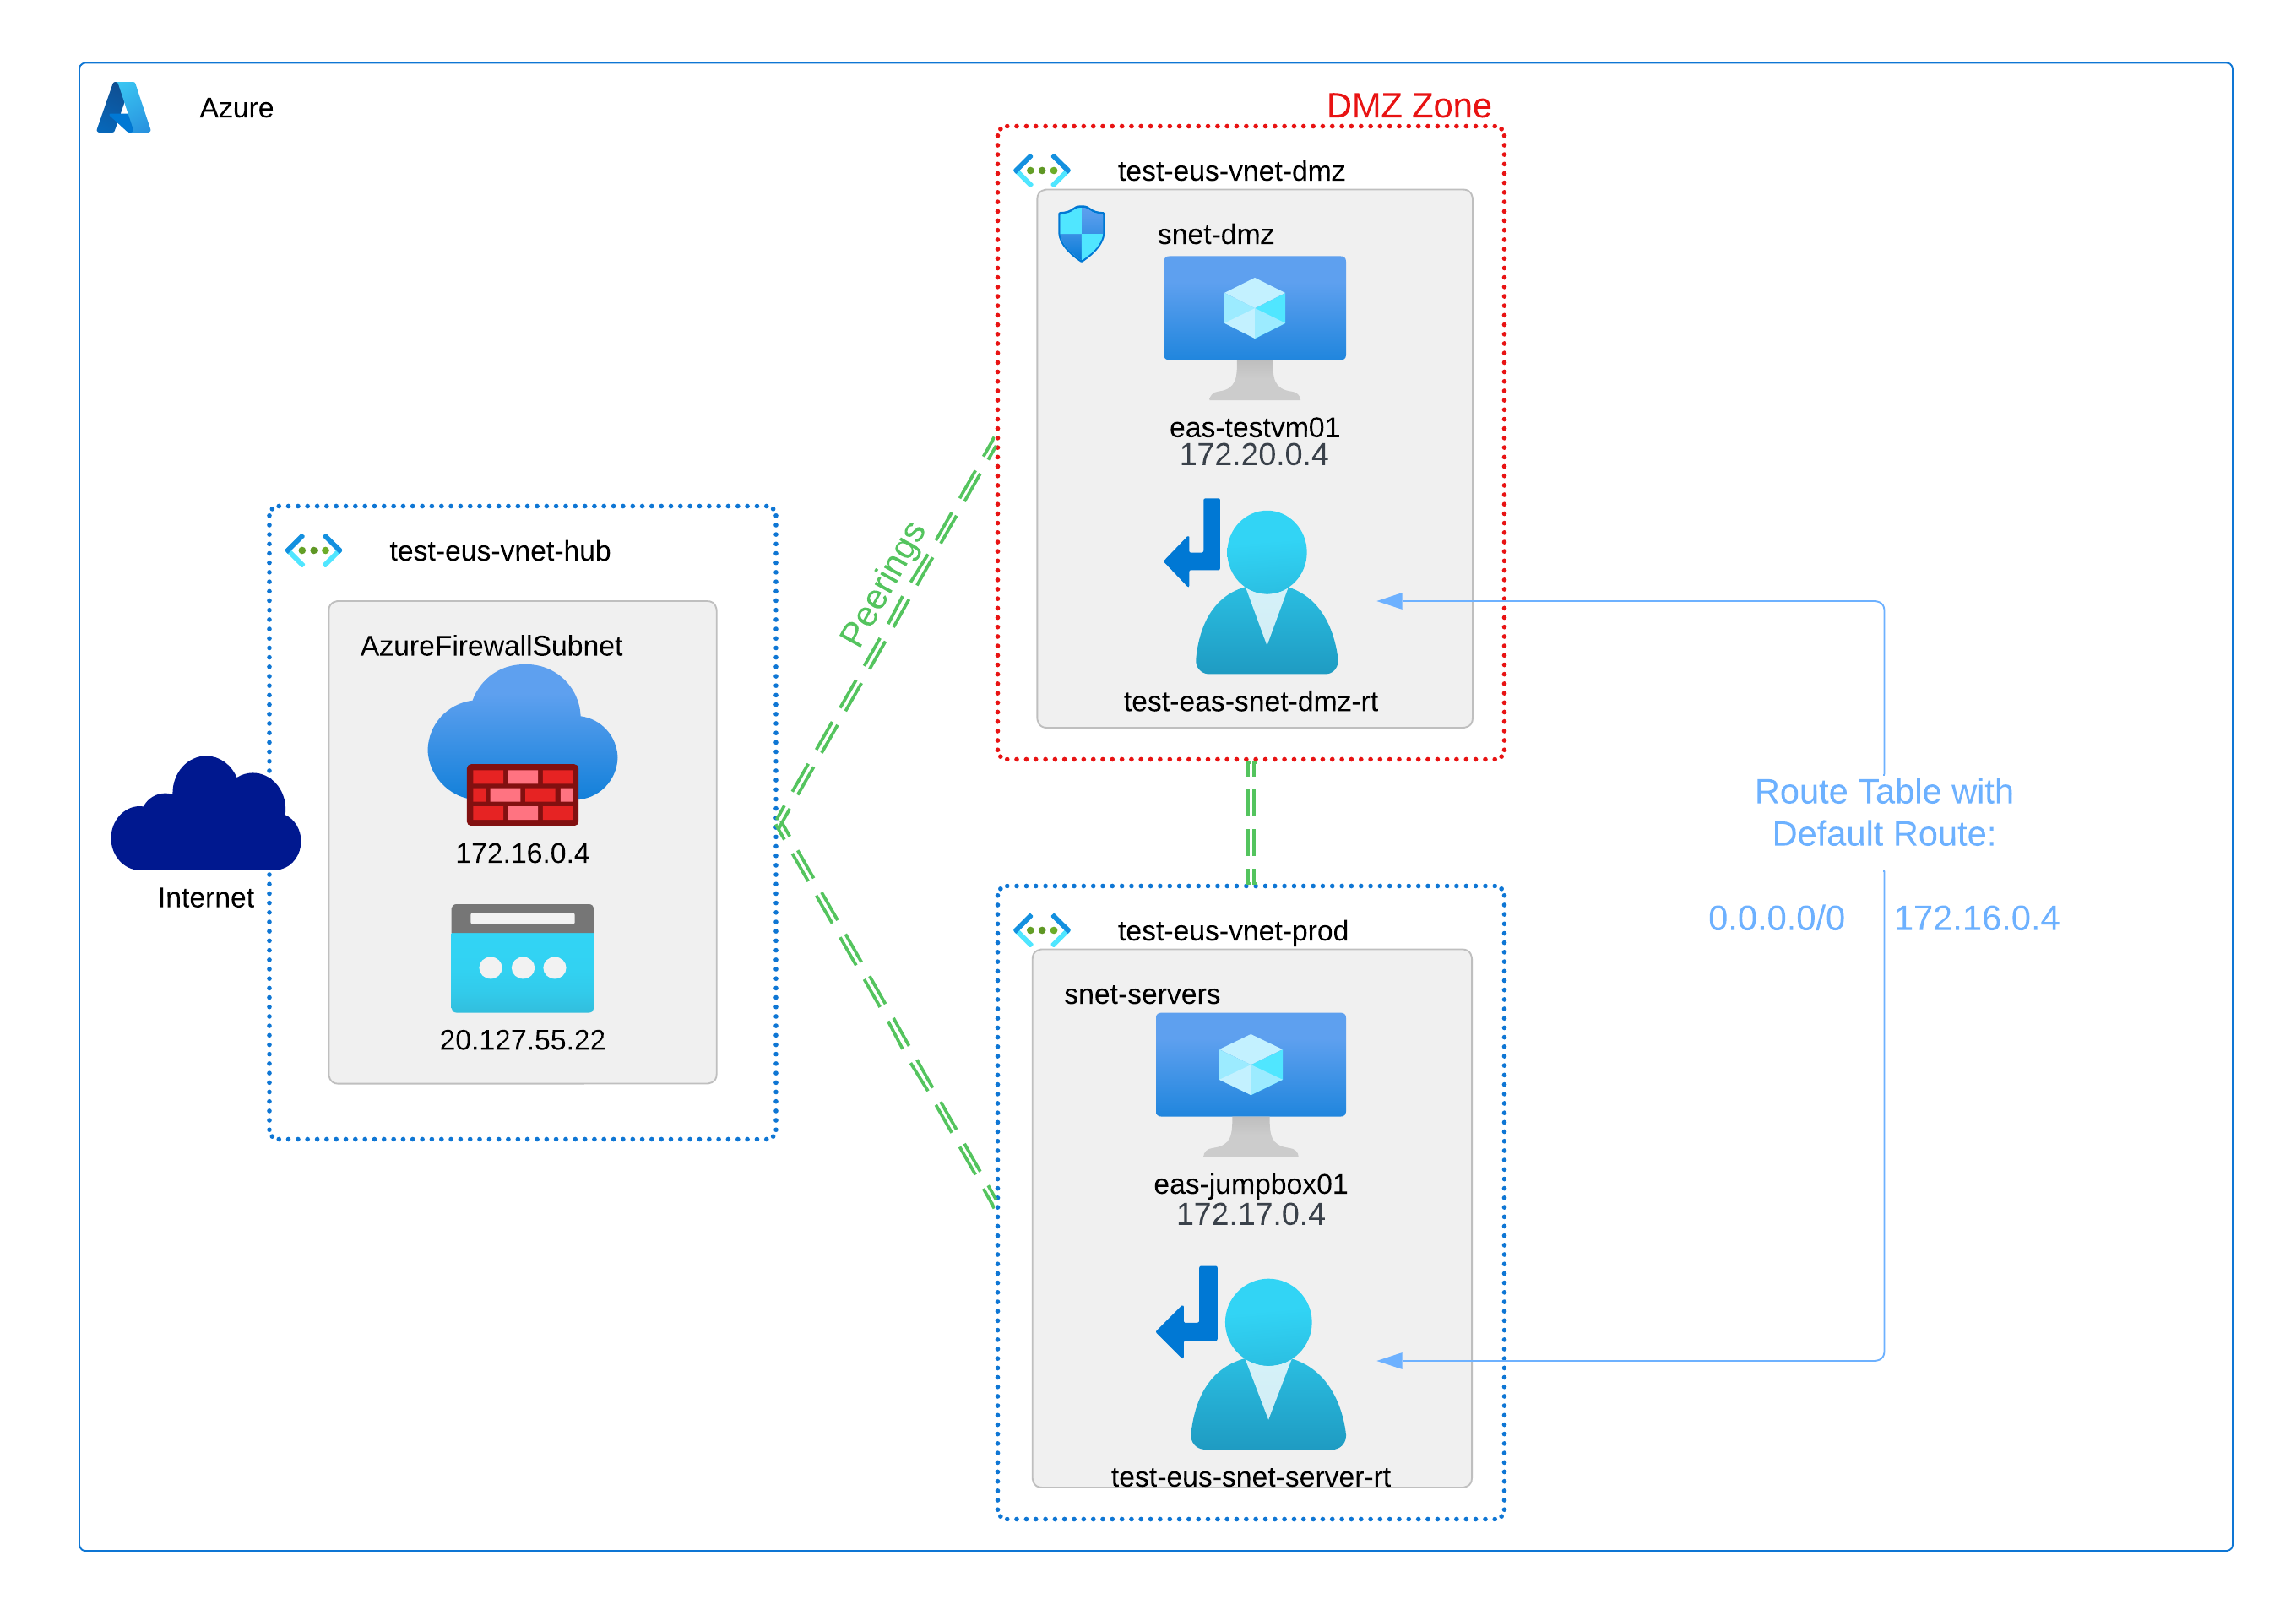 Azure
DMZ Zone
test-eus-vnet-dmz
snet-dmz
eas-testvm01
172.20.0.4
test-eas-snet-dmz-rt
Peerings
test-eus-vnet-hub
AzureFirewallSubnet
172.16.0.4
20.127.55.22
Internet
test-eus-vnet-prod
snet-servers
eas-jumpbox01
172.17.0.4
test-eus-snet-server-rt
Route Table with
Default Route:
0.0.0.0/0 172.16.0.4